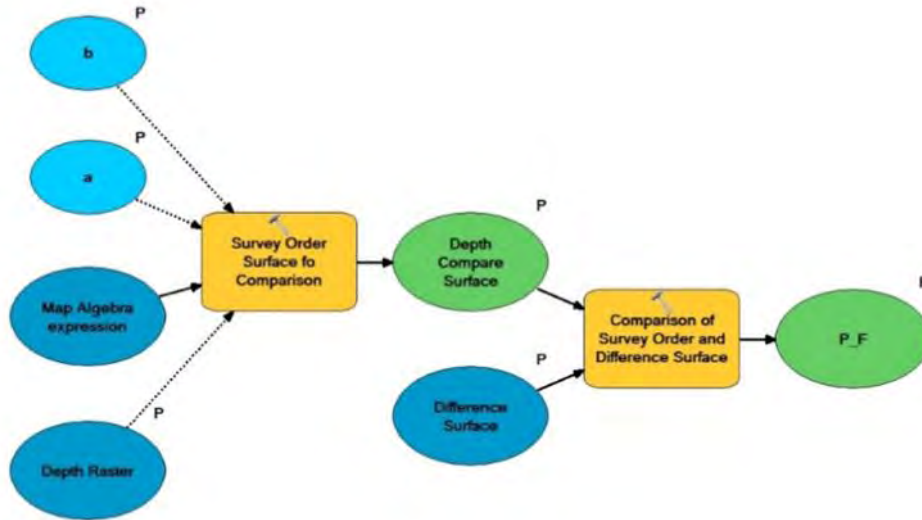 P
b
P
a
Survey Order
Surface fo
Comparison
P
Depth
Compare
Surface
Map Algebra
expression
Comparison of
Survey Order and
Difference Surface
P_F
P
Difference
Surface
P
Depth Raster